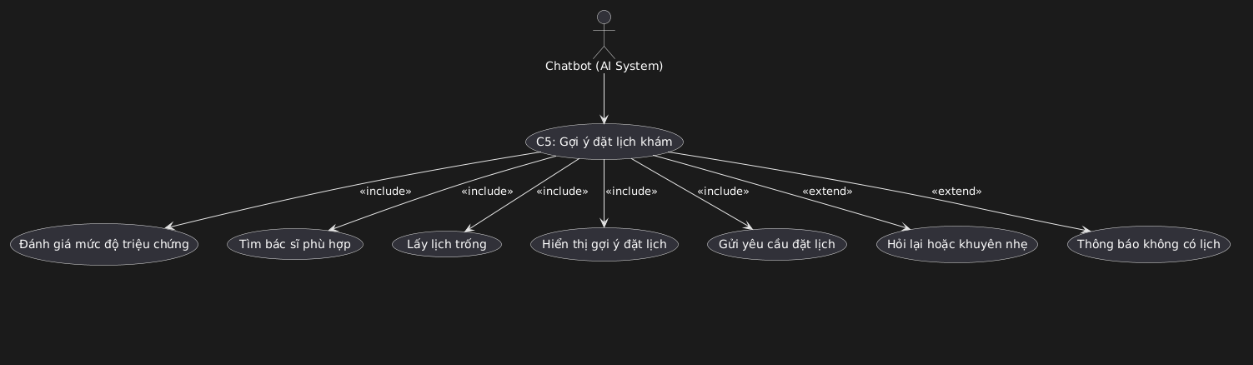 Chatbot (AI System)
C5: Gợi ý đặt lịch khám
«include»
«include»
«include»
«include»
«include»
«extend»
«extend»
Đánh giá mức độ triệu chứng
Tìm bác sĩ phù hợp
Lấy lịch trống
Hiển thị gợi ý đặt lịch
Gửi yêu cầu đặt lịch
Hỏi lại hoặc khuyên nhẹ
Thông báo không có lịch